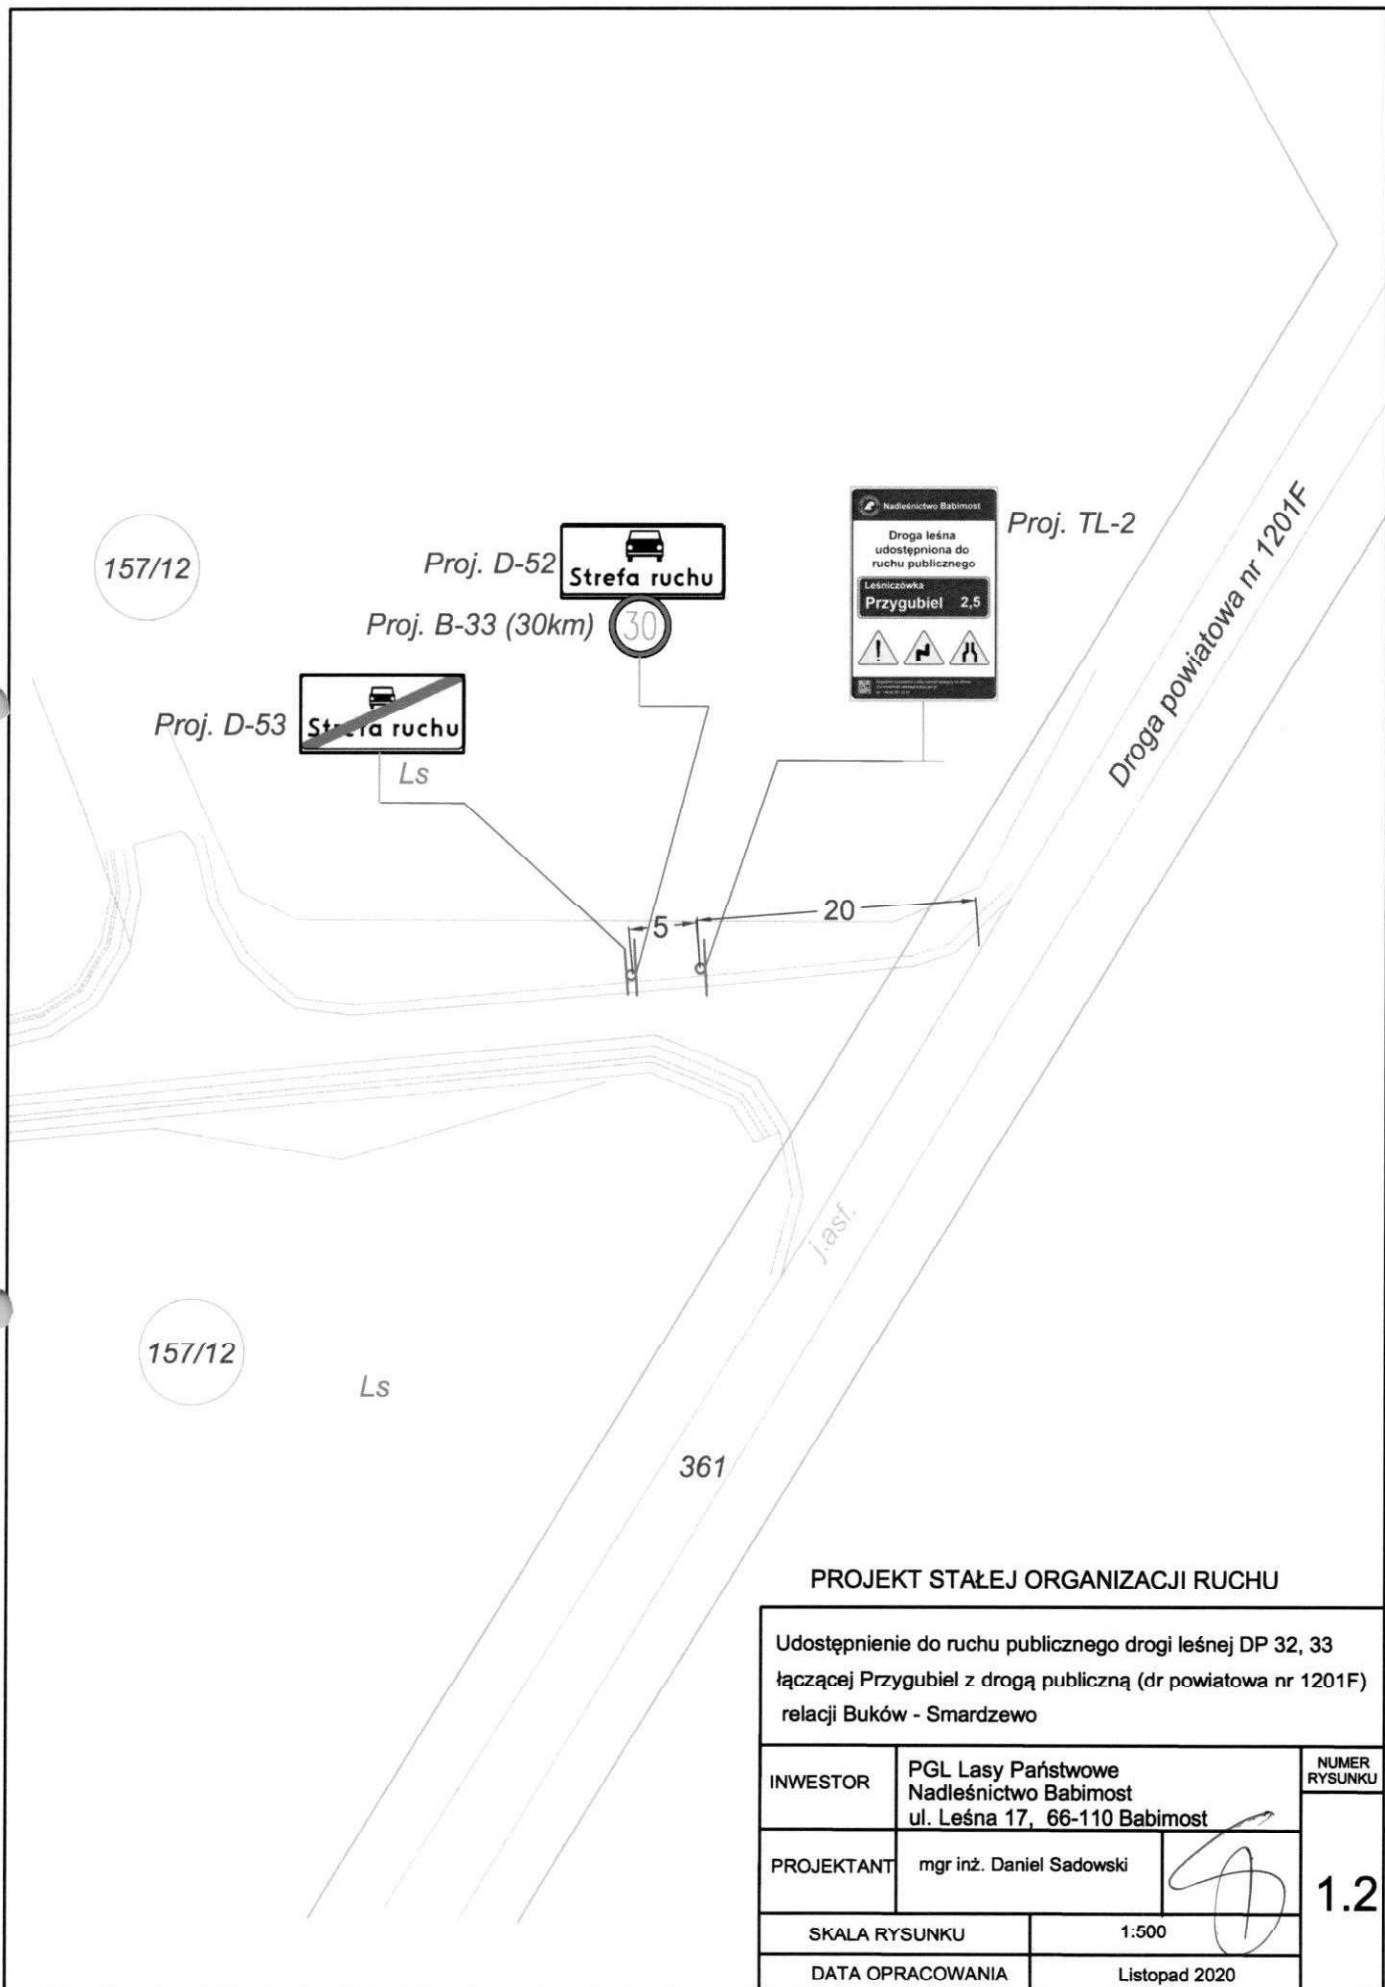 Nadleśnictwo Babimost
Droga leśna
udostępniona do
ruchu publicznego
Leśniczówka
Przygubiel 2,5
Proj. TL-2
Droga powiatowa nr 1201F
157/12
Proj. D-52
Strefa ruchu
Proj. B-33 (30km)
30
Proj. D-53
Strefa ruchu
Ls
5
20
j.asf.
157/12
Ls
361
PROJEKT STAŁEJ ORGANIZACJI RUCHU
Udostępnienie do ruchu publicznego drogi leśnej DP 32, 33
łączącej Przygubiel z drogą publiczną (dr powiatowa nr 1201F)
relacji Buków - Smardzewo
INWESTOR
PGL Lasy Państwowe
Nadleśnictwo Babimost
ul. Leśna 17, 66-110 Babimost
NUMER
RYSUNKU
PROJEKTANT
mgr inż. Daniel Sadowski
1.2
SKALA RYSUNKU
1:500
DATA OPRACOWANIA
Listopad 2020